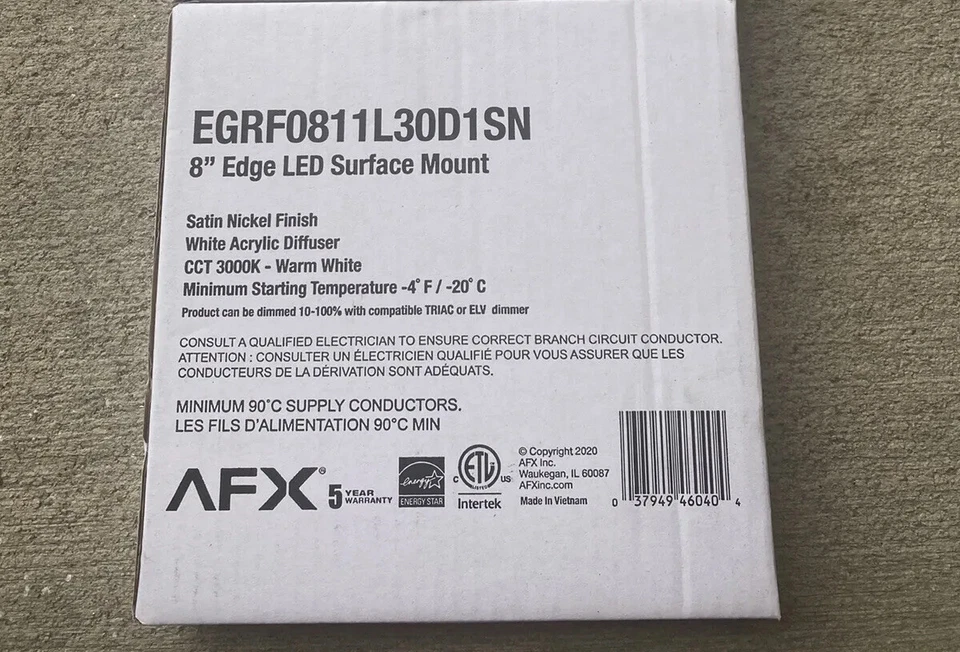 EGRF0811L30D1SN
8” Edge LED Surface Mount
Satin Nickel Finish
White Acrylic Diffuser
CCT 3000K - Warm White
Minimum Starting Temperature -4° F / -20° C
Product can be dimmed 10-100% with compatible TRIAC or ELV dimmer
CONSULT A QUALIFIED ELECTRICIAN TO ENSURE CORRECT BRANCH CIRCUIT CONDUCTOR.
ATTENTION : CONSULTER UN ÉLECTRICIEN QUALIFIÉ POUR VOUS ASSURER QUE LES
CONDUCTEURS DE LA DÉRIVATION SONT ADÉQUATS.
MINIMUM 90°C SUPPLY CONDUCTORS.
LES FILS D’ALIMENTATION 90°C MIN
AFX®
5 YEAR
WARRANTY
energy
ENERGY STAR
C ETL US
LISTED
Intertek
© Copyright 2020
AFX Inc.
Waukegan, IL 60087
AFXinc.com
Made In Vietnam
0 37949 46040 4